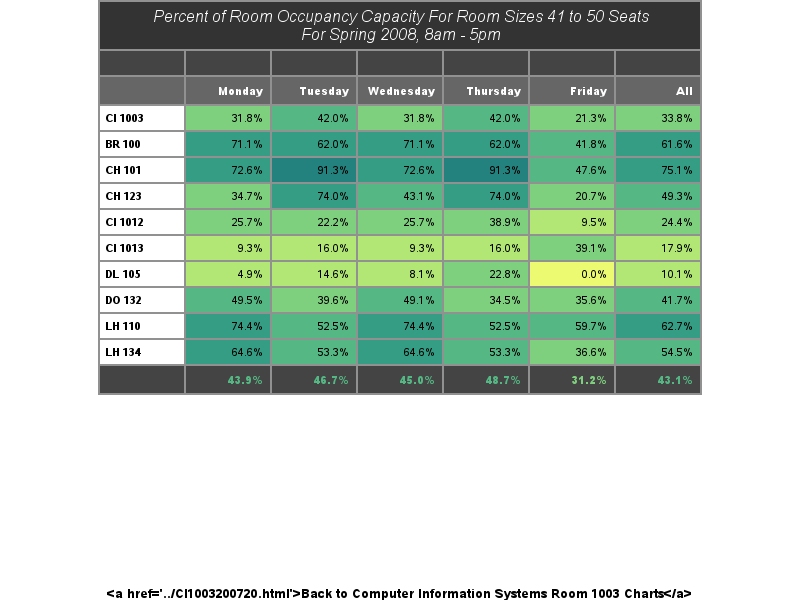 Percent of Room Occupancy Capacity For Room Sizes 41 to 50 Seats
For Spring 2008, 8am - 5pm
Monday Tuesday Wednesday Thursday Friday All
CI 1003 31.8% 42.0% 31.8% 42.0% 21.3% 33.8%
BR 100 71.1% 62.0% 71.1% 62.0% 41.8% 61.6%
CH 101 72.6% 91.3% 72.6% 91.3% 47.6% 75.1%
CH 123 34.7% 74.0% 43.1% 74.0% 20.7% 49.3%
CI 1012 25.7% 22.2% 25.7% 38.9% 9.5% 24.4%
CI 1013 9.3% 16.0% 9.3% 16.0% 39.1% 17.9%
DL 105 4.9% 14.6% 8.1% 22.8% 0.0% 10.1%
DO 132 49.5% 39.6% 49.1% 34.5% 35.6% 41.7%
LH 110 74.4% 52.5% 74.4% 52.5% 59.7% 62.7%
LH 134 64.6% 53.3% 64.6% 53.3% 36.6% 54.5%
43.9% 46.7% 45.0% 48.7% 31.2% 43.1%
&lt;a href='../CI1003200720.html'&gt;Back to Computer Information Systems Room 1003 Charts&lt;/a&gt;